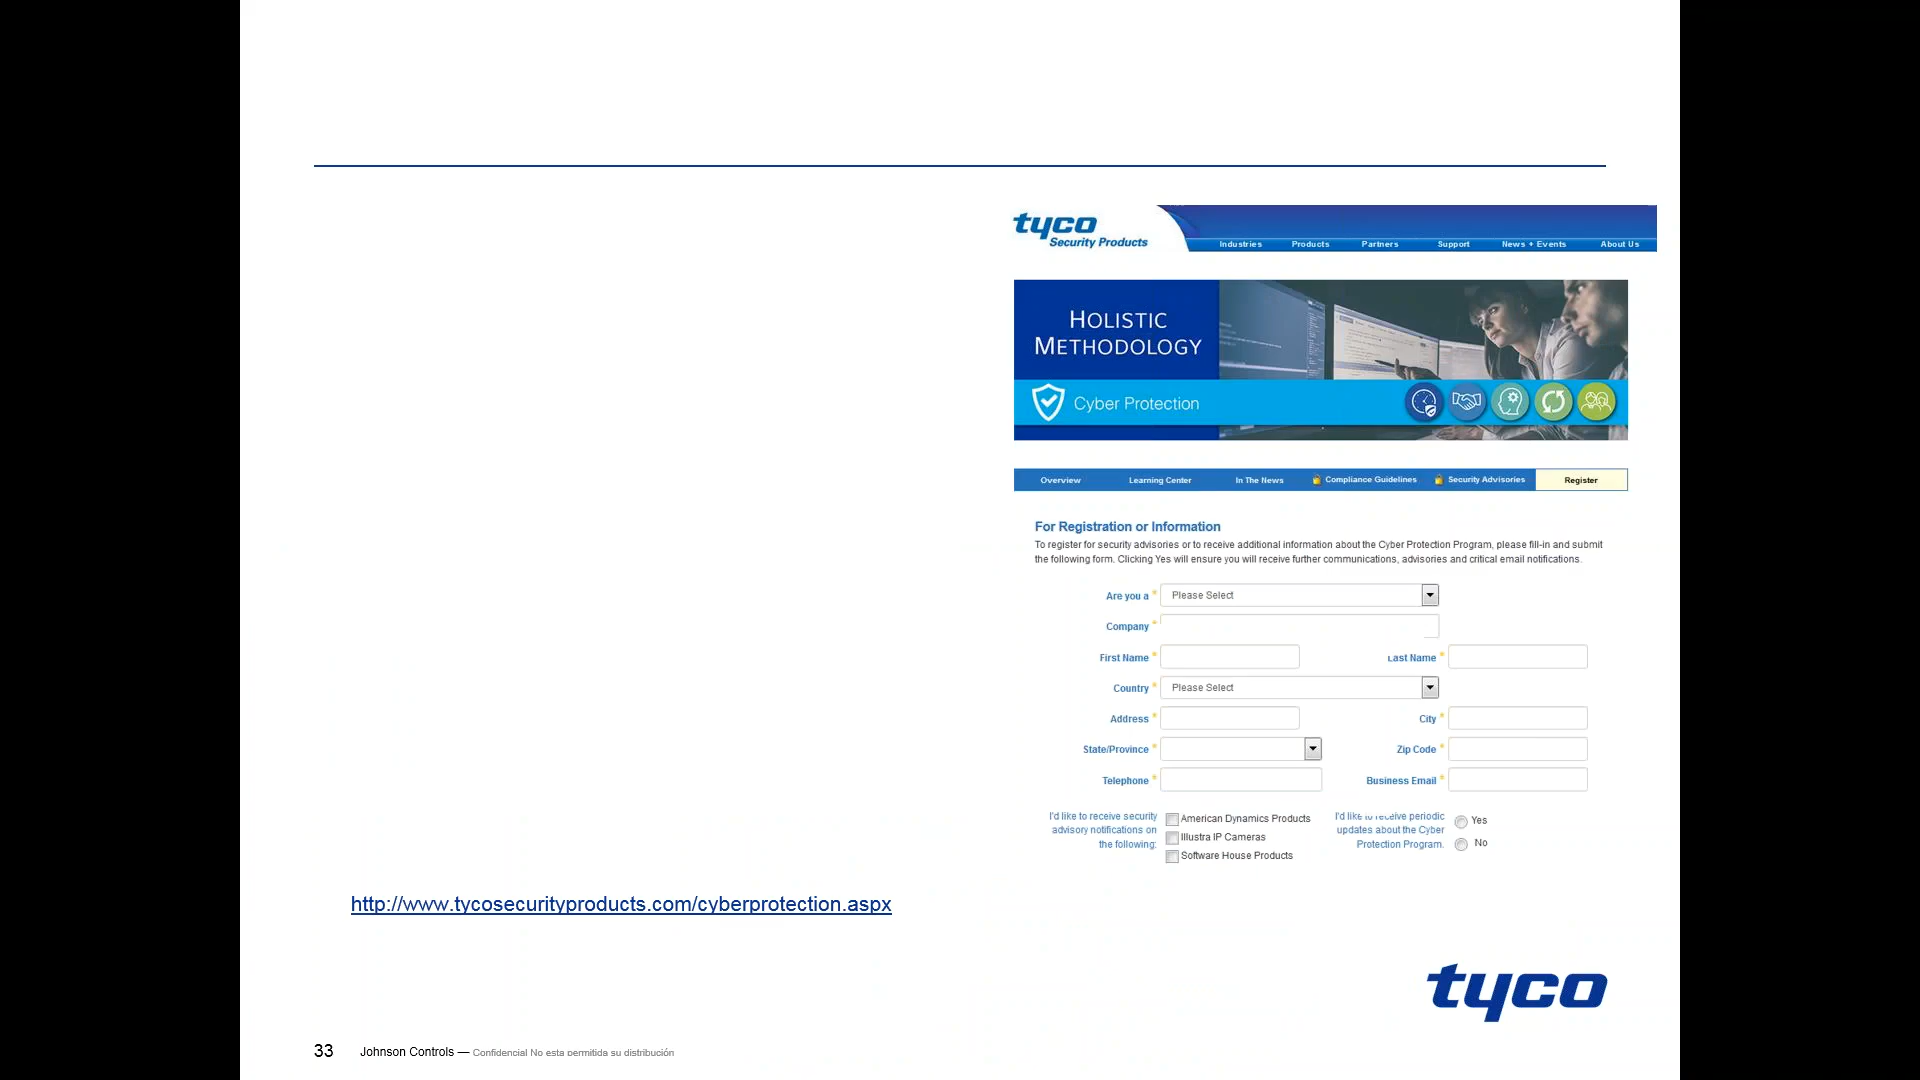 tyco
Security Products
Industries Products Partners Support News + Events About Us
HOLISTIC
METHODOLOGY
Cyber Protection
Overview Learning Center In The News Compliance Guidelines Security Advisories Register
For Registration or Information
To register for security advisories or to receive additional information about the Cyber Protection Program, please fill-in and submit
the following form. Clicking Yes will ensure you will receive further communications, advisories and critical email notifications.
Are you a * Please Select
Company *
First Name * Last Name *
Country * Please Select
Address * City *
State/Province * Zip Code *
Telephone * Business Email *
I'd like to receive security
advisory notifications on
the following:
American Dynamics Products
Illustra IP Cameras
Software House Products
I'd like to receive periodic
updates about the Cyber
Protection Program.
Yes
No
http://www.tycosecurityproducts.com/cyberprotection.aspx
tyco
33 Johnson Controls — Confidencial No esta permitida su distribución